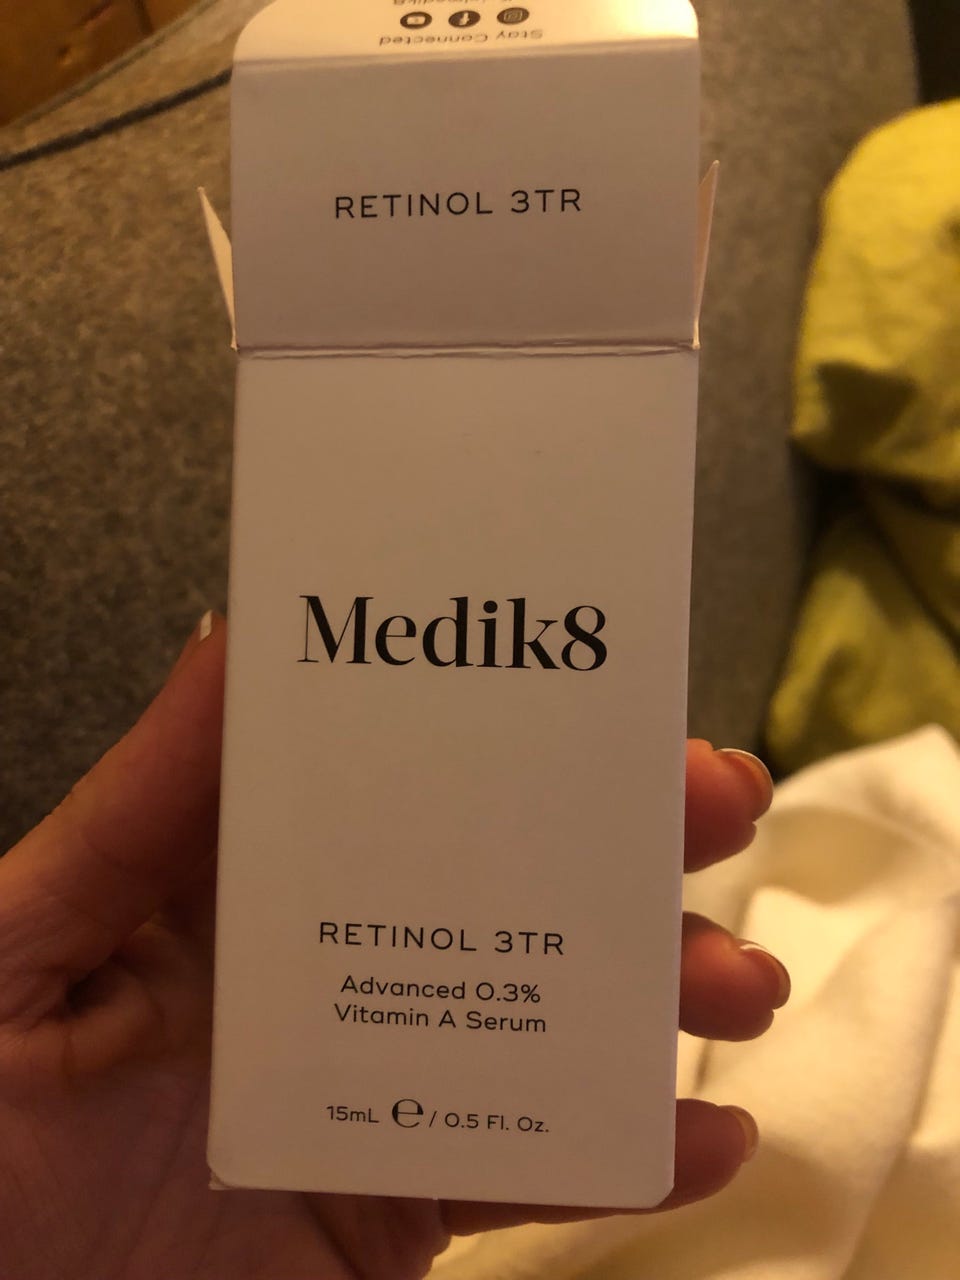 Stay Connected
RETINOL 3TR
Medik8
RETINOL 3TR
Advanced 0.3%
Vitamin A Serum
15mL ℮ / 0.5 Fl. Oz.